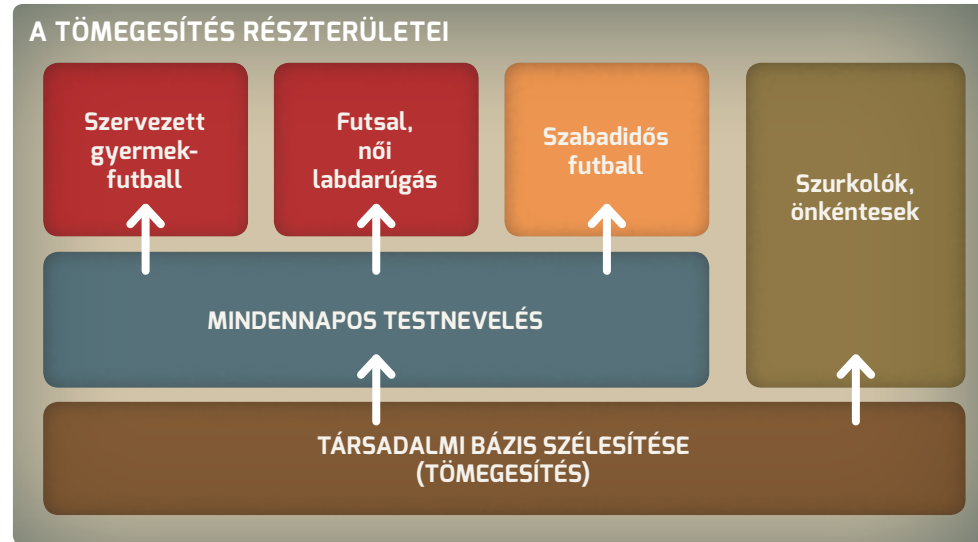 A TÖMEGESÍTÉS RÉSZTERÜLETEI
Szervezett
gyermek-
futball
Futsal,
női
labdarúgás
Szabadidős
futball
Szurkolók,
önkéntesek
MINDENNAPOS TESTNEVELÉS
TÁRSADALMI BÁZIS SZÉLESÍTÉSE
(TÖMEGESÍTÉS)